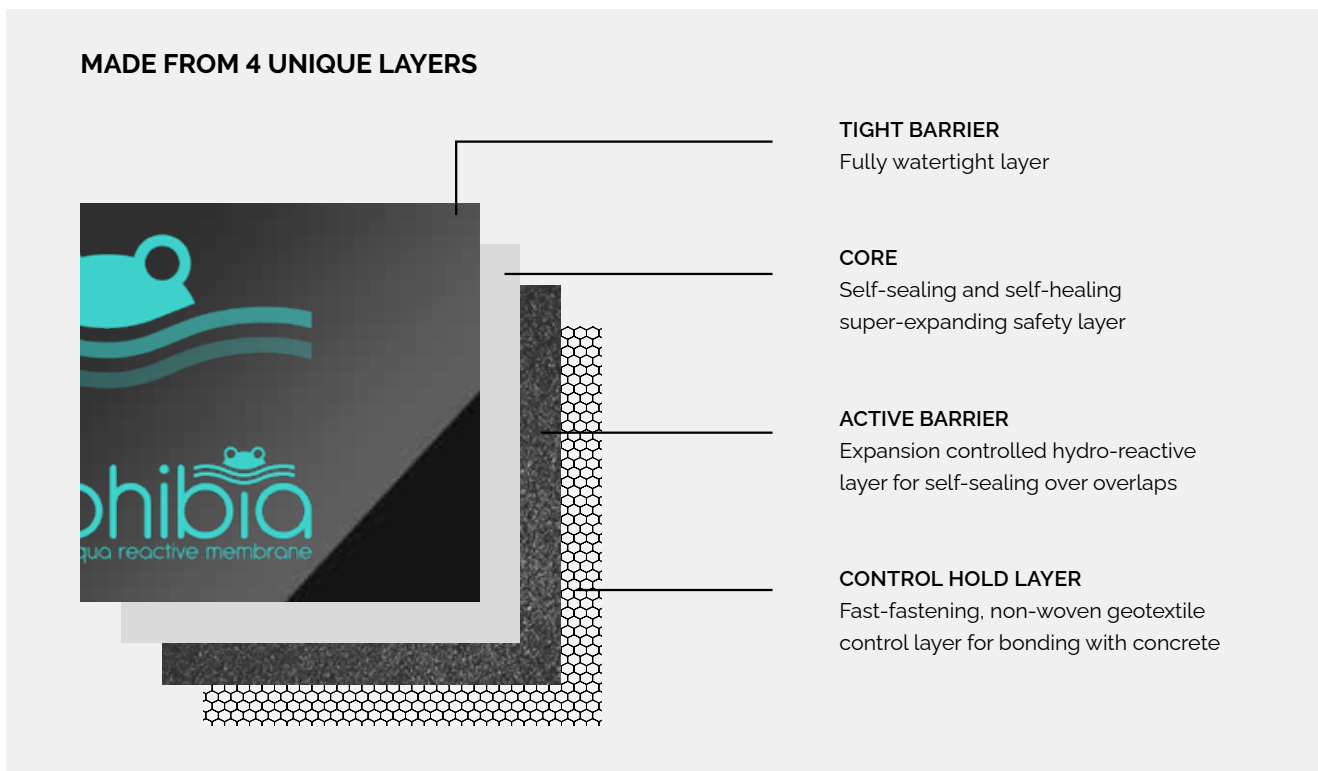 MADE FROM 4 UNIQUE LAYERS
TIGHT BARRIER
Fully watertight layer
CORE
Self-sealing and self-healing
super-expanding safety layer
ACTIVE BARRIER
Expansion controlled hydro-reactive
layer for self-sealing over overlaps
CONTROL HOLD LAYER
Fast-fastening, non-woven geotextile
control layer for bonding with concrete
phibia
qua reactive membrane